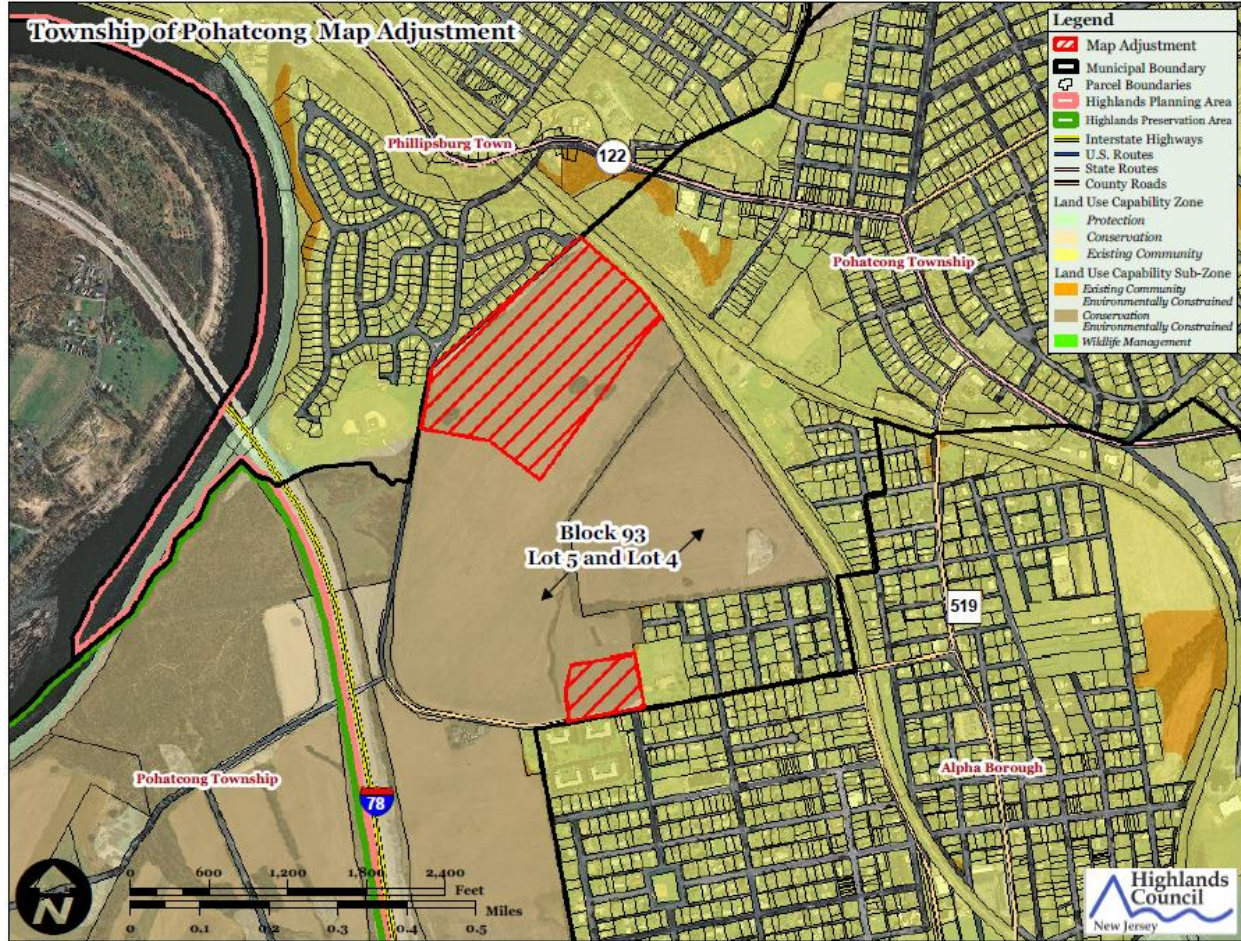 Township of Pohatcong Map Adjustment
Legend
Map Adjustment
Municipal Boundary
Parcel Boundaries
Highlands Planning Area
Highlands Preservation Area
Interstate Highways
U.S. Routes
State Routes
County Roads
Land Use Capability Zone
Protection
Conservation
Existing Community
Land Use Capability Sub-Zone
Existing Community
Environmentally Constrained
Conservation
Environmentally Constrained
Wildlife Management
Phillipsburg Town
122
Pohatcong Township
Block 93
Lot 5 and Lot 4
519
Pohatcong Township
Alpha Borough
78
N
0 600 1,200 1,800 2,400
Feet
Miles
0 0.1 0.2 0.3 0.4 0.5
Highlands
Council
New Jersey